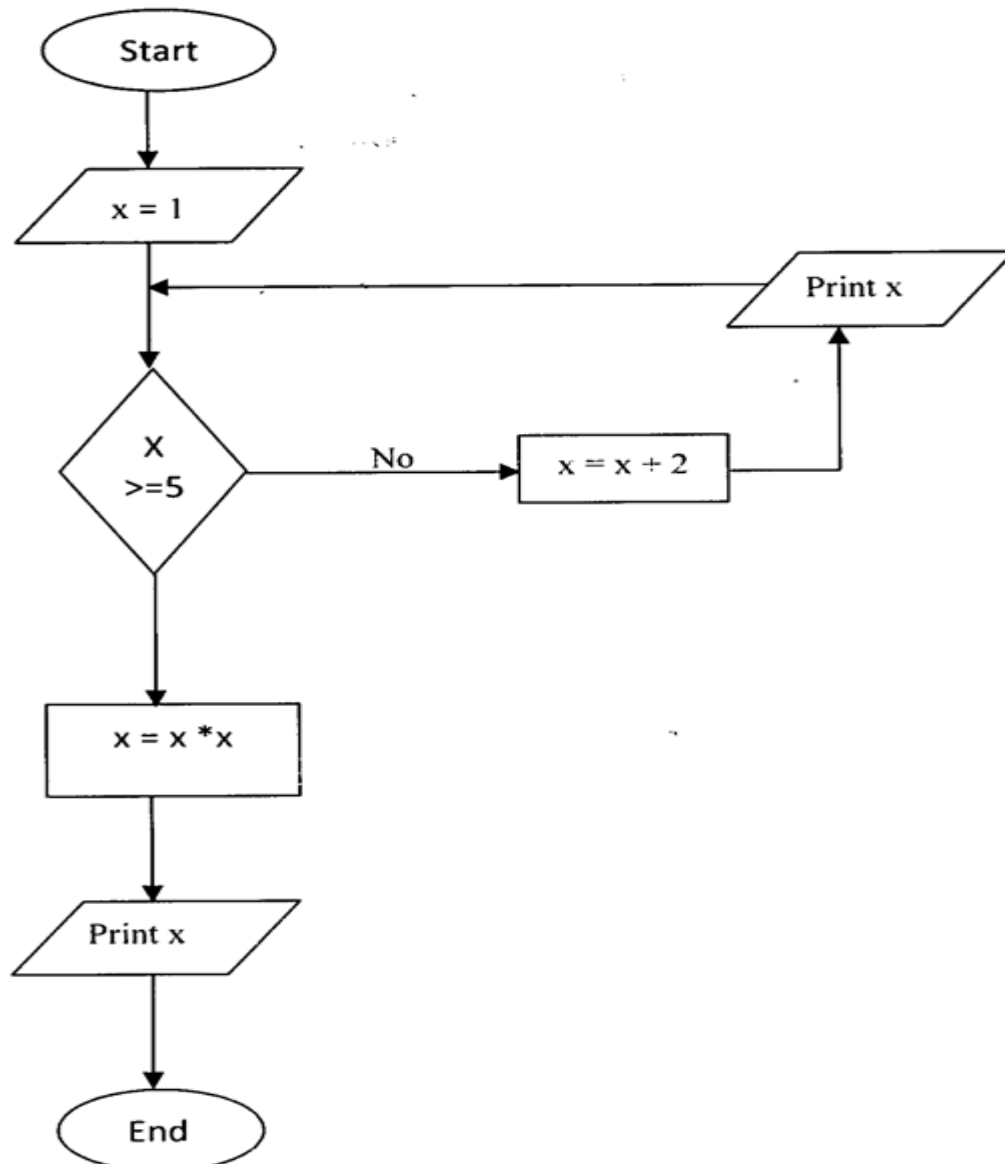 Start
x = 1
Print x
X
>=5
No
x = x + 2
x = x *x
Print x
End